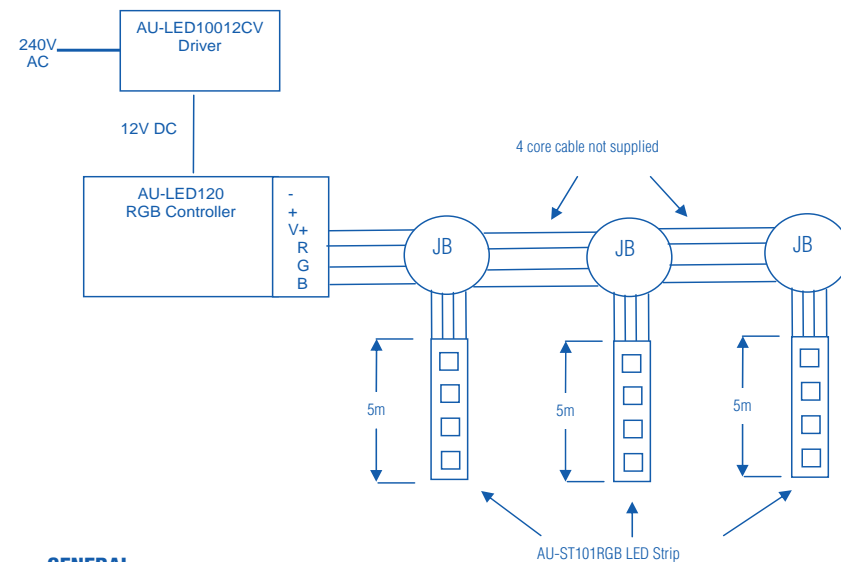 AU-LED10012CV
Driver
240V
AC
12V DC
4 core cable not supplied
AU-LED120
RGB Controller
-
+
V+
R
G
B
JB
JB
JB
5m
5m
5m
AU-ST101RGB LED Strip
GENERAL